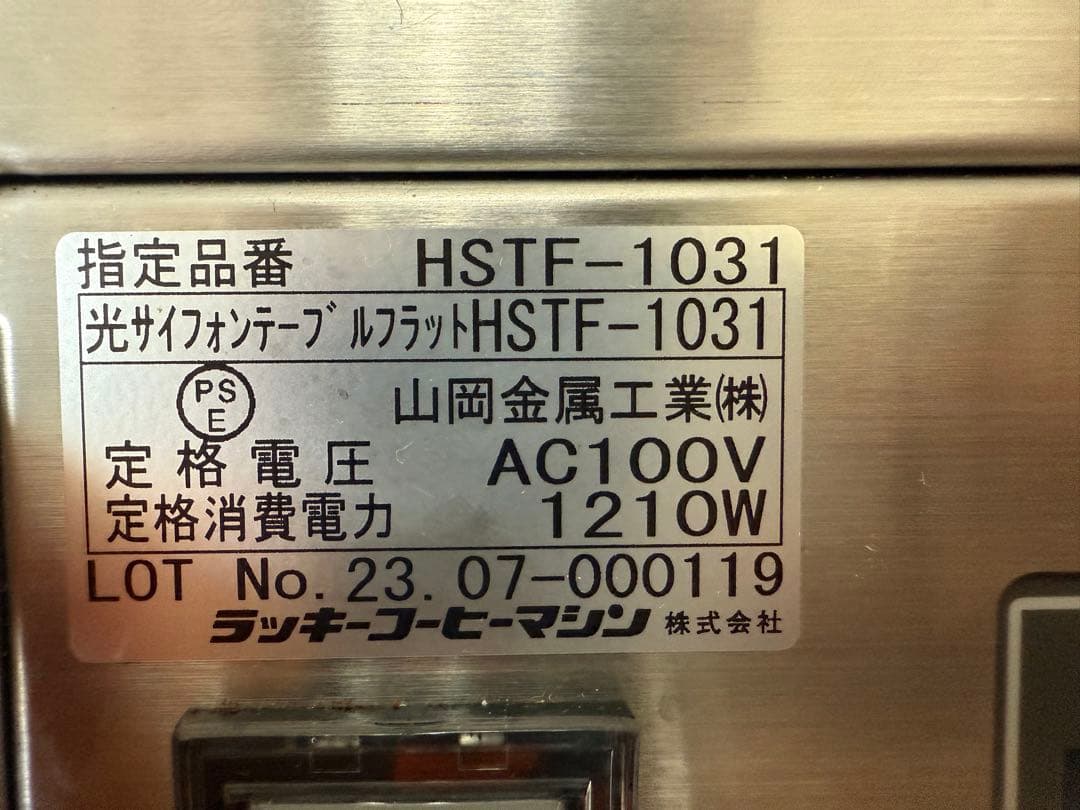 指定品番 HSTF-1031
光サイフォンテーブルフラットHSTF-1031
PS
E
山岡金属工業㈱
定格電圧 AC100V
定格消費電力 1210W
LOT No. 23. 07-000119
ラッキーコーヒーマシン 株式会社